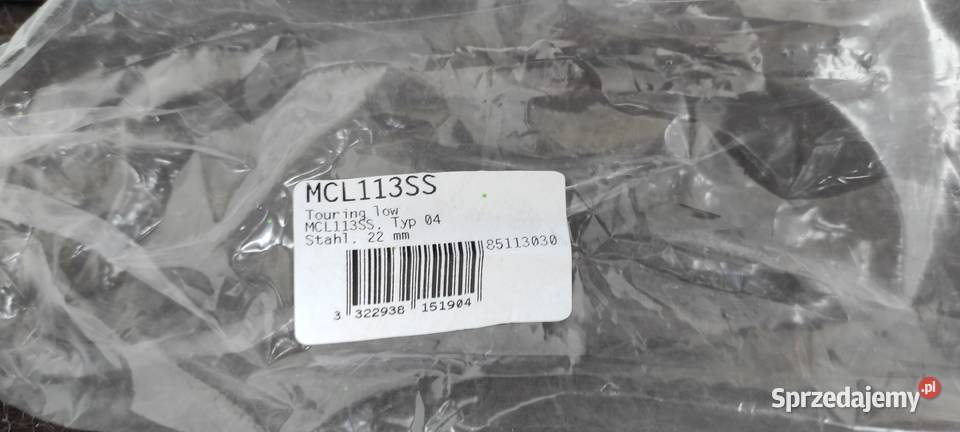 MCL113SS
Touring low
MCL113SS, Typ 04
Stahl. 22 mm
85113030
3 322938 151904
Sprzedajemy.pl